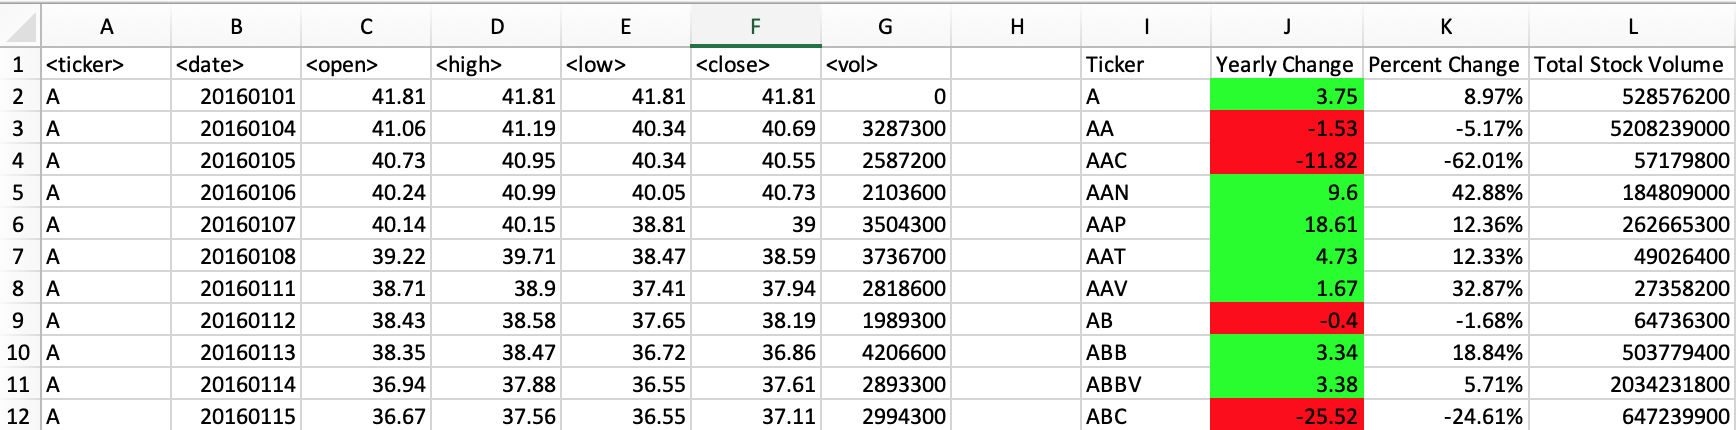 A B C D E F G H I J K L
1 <ticker> <date> <open> <high> <low> <close> <vol> Ticker Yearly Change Percent Change Total Stock Volume
2 A 20160101 41.81 41.81 41.81 41.81 0 A 3.75 8.97% 528576200
3 A 20160104 41.06 41.19 40.34 40.69 3287300 AA -1.53 -5.17% 5208239000
4 A 20160105 40.73 40.95 40.34 40.55 2587200 AAC -11.82 -62.01% 57179800
5 A 20160106 40.24 40.99 40.05 40.73 2103600 AAN 9.6 42.88% 184809000
6 A 20160107 40.14 40.15 38.81 39 3504300 AAP 18.61 12.36% 262665300
7 A 20160108 39.22 39.71 38.47 38.59 3736700 AAT 4.73 12.33% 49026400
8 A 20160111 38.71 38.9 37.41 37.94 2818600 AAV 1.67 32.87% 27358200
9 A 20160112 38.43 38.58 37.65 38.19 1989300 AB -0.4 -1.68% 64736300
10 A 20160113 38.35 38.47 36.72 36.86 4206600 ABB 3.34 18.84% 503779400
11 A 20160114 36.94 37.88 36.55 37.61 2893300 ABBV 3.38 5.71% 2034231800
12 A 20160115 36.67 37.56 36.55 37.11 2994300 ABC -25.52 -24.61% 647239900